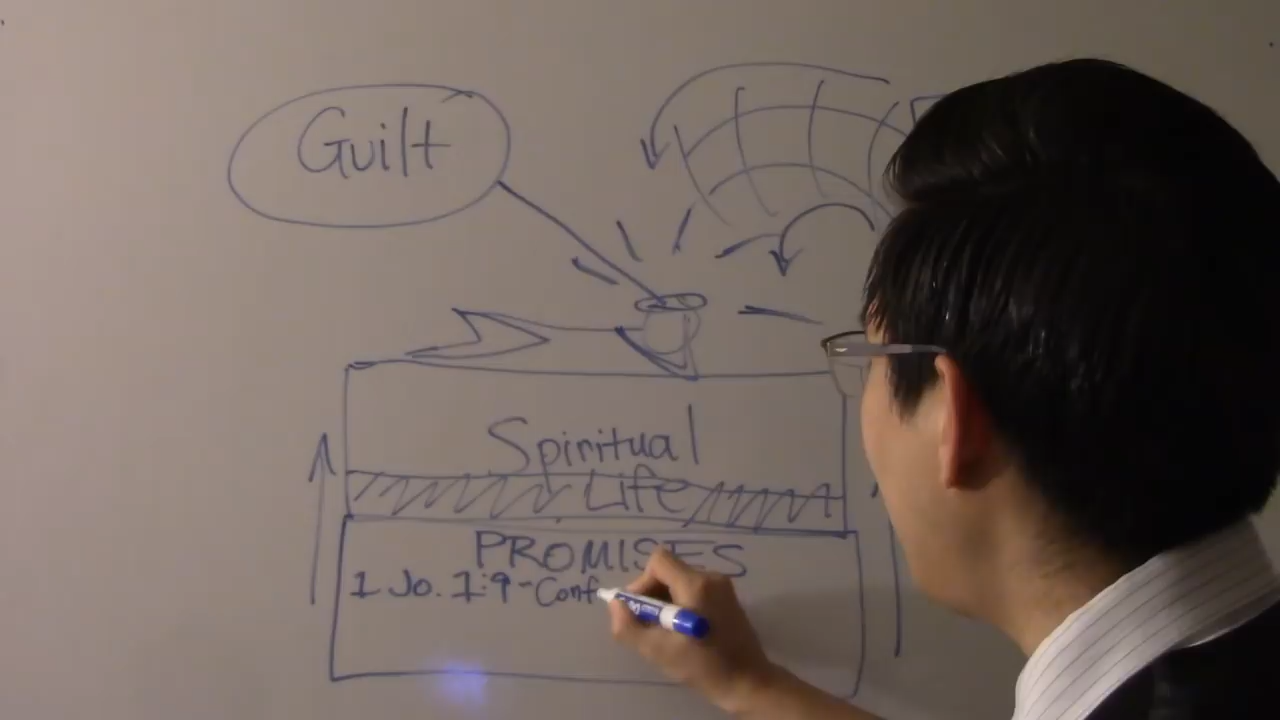 Guilt
Spiritual
Life
PROMISES
1 Jo. 1:9 - Conf